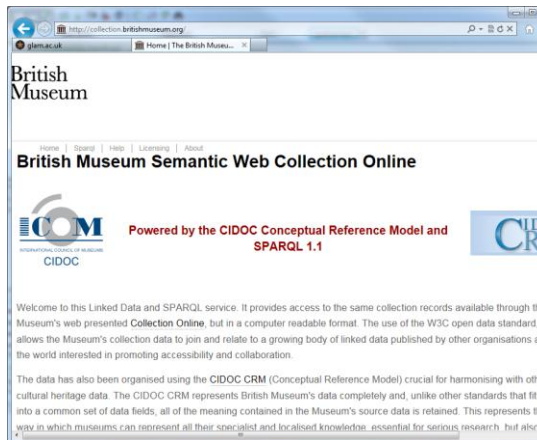 http://collection.britishmuseum.org/
glam.ac.uk
Home | The British Museu...
British
Museum
Home | Sparql | Help | Licensing | About
British Museum Semantic Web Collection Online
ICOM
INTERNATIONAL COUNCIL OF MUSEUMS
CIDOC
Powered by the CIDOC Conceptual Reference Model and
SPARQL 1.1
CID
CR
Welcome to this Linked Data and SPARQL service. It provides access to the same collection records available through t
Museum's web presented Collection Online, but in a computer readable format. The use of the W3C open data standard,
allows the Museum's collection data to join and relate to a growing body of linked data published by other organisations a
the world interested in promoting accessibility and collaboration.
The data has also been organised using the CIDOC CRM (Conceptual Reference Model) crucial for harmonising with oth
cultural heritage data. The CIDOC CRM represents British Museum's data completely and, unlike other standards that fit
into a common set of data fields, all of the meaning contained in the Museum's source data is retained. This represents t
way in which museums can represent all their specialist and localised knowledge, essential for serious research, but also